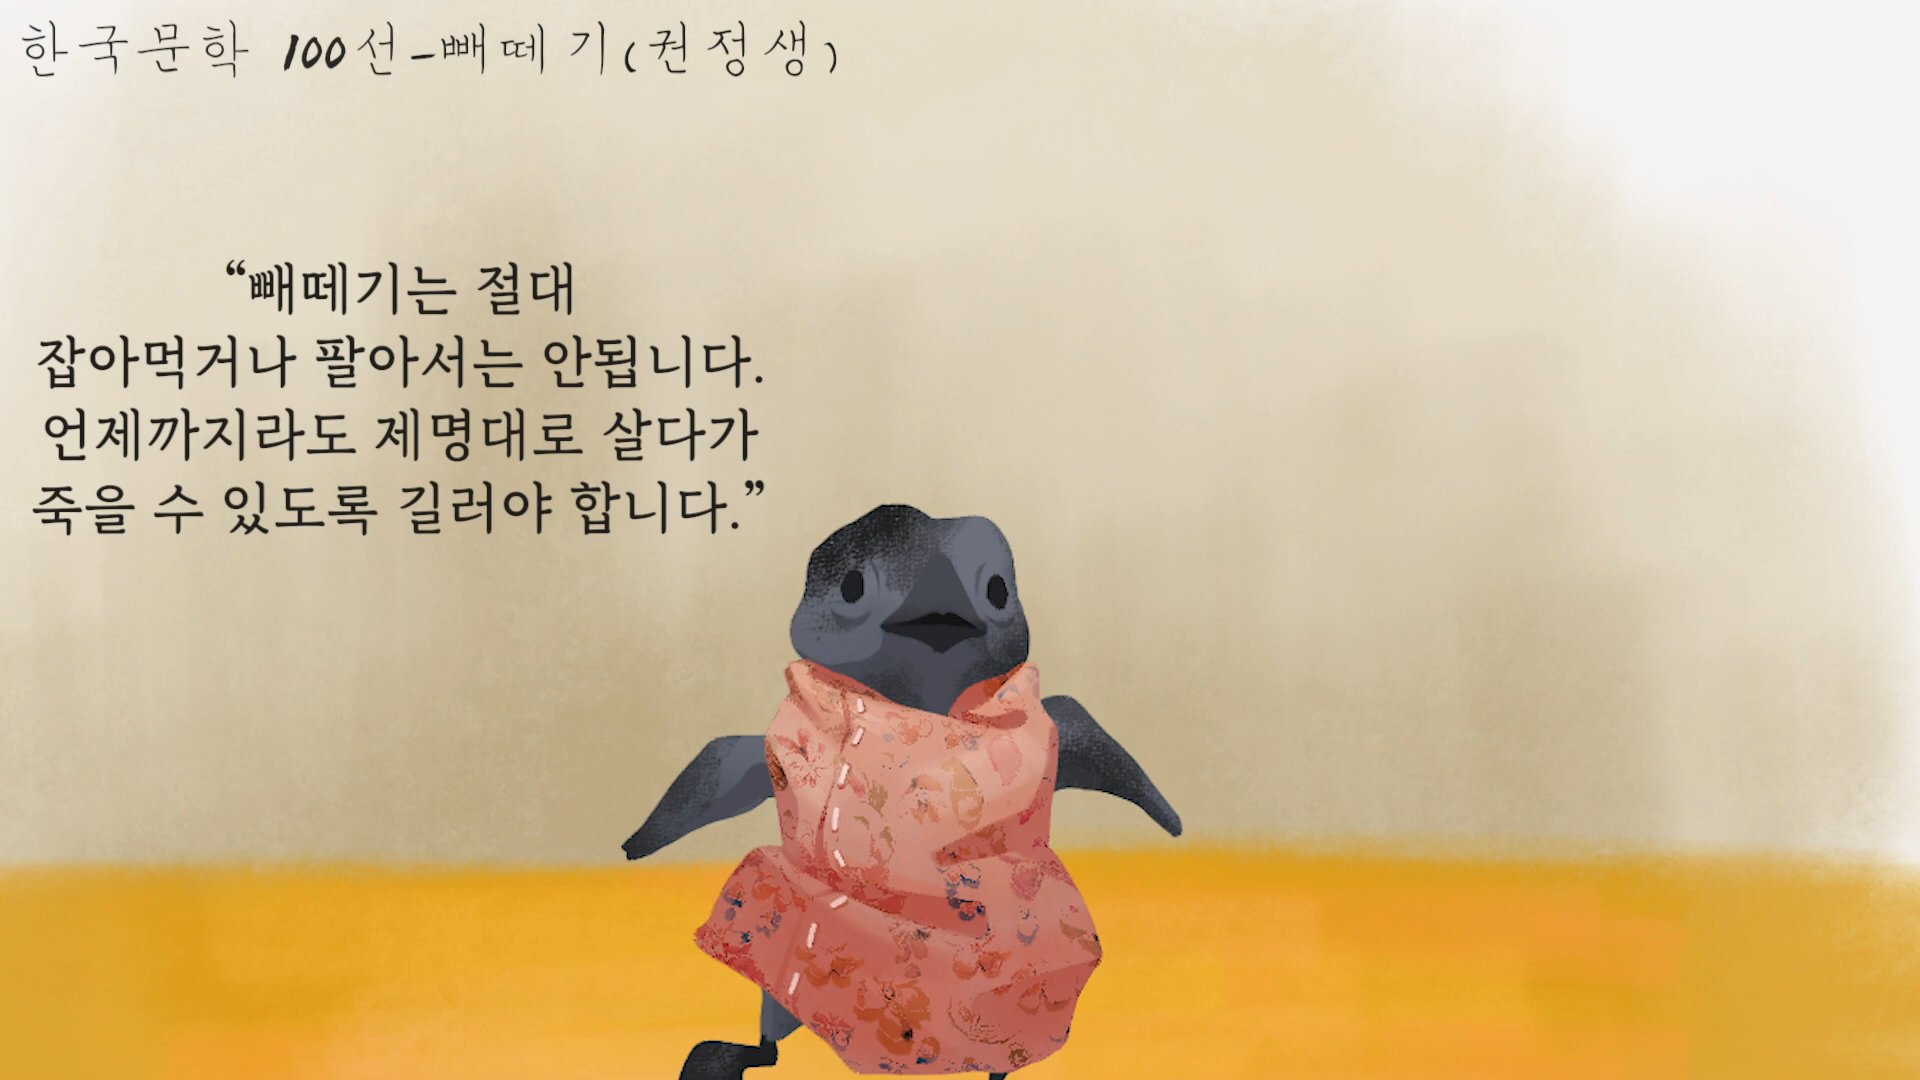 한국문학 100선-빼떼기(권정생)
“빼떼기는 절대
잡아먹거나 팔아서는 안됩니다.
언제까지라도 제명대로 살다가
죽을 수 있도록 길러야 합니다.”